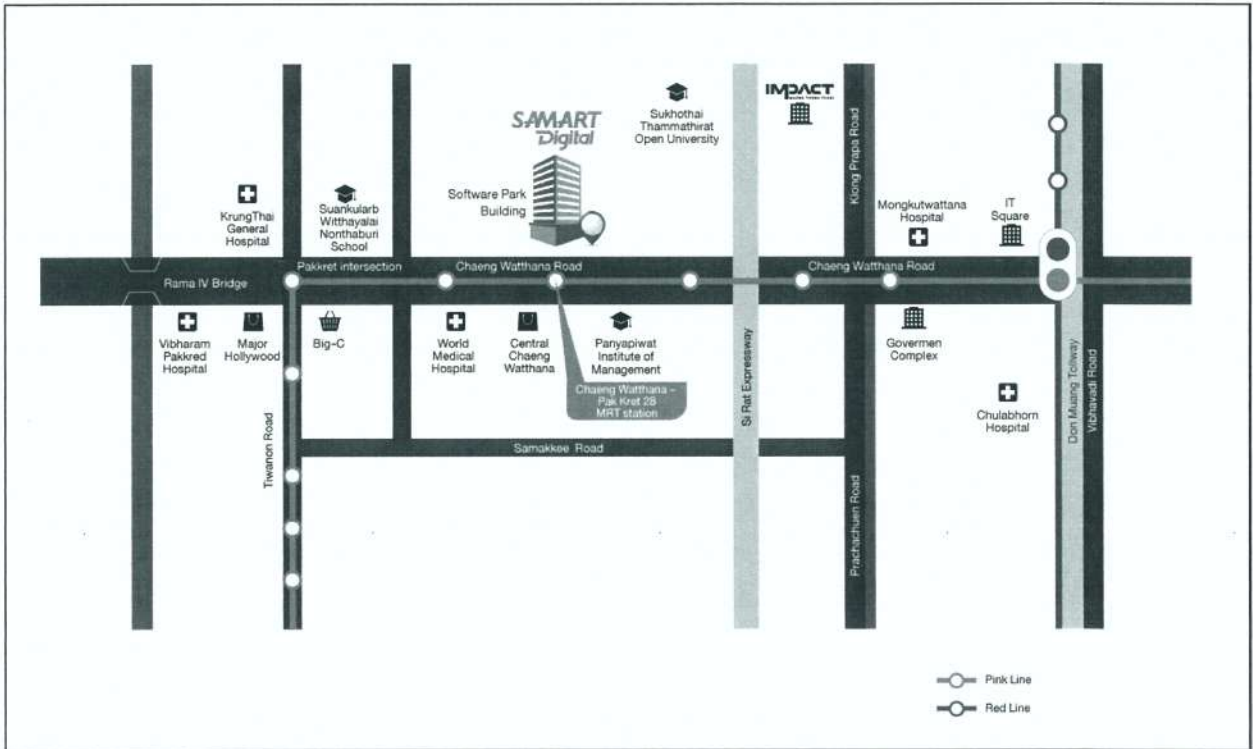 SAMART
Digital
Software Park
Building
Sukhothai
Thammathirat
Open University
IMPACT
Klong Prapa Road
KrungThai
General
Hospital
Suankularb
Witthayalai
Nonthaburi
School
Mongkutwattana
Hospital
IT
Square
Rama IV Bridge
Pakkret intersection
Chaeng Watthana Road
Chaeng Watthana Road
Vibharam
Pakkred
Hospital
Major
Hollywood
Big-C
World
Medical
Hospital
Central
Chaeng
Watthana
Panyapiwat
Institute of
Management
Chaeng Watthana –
Pak Kret 28
MRT station
Si Rat Expressway
Govermen
Complex
Chulabhorn
Hospital
Don Muang Tollway
Vibhavadi Road
Tiwanon Road
Samakkee Road
Prachachuen Road
Pink Line
Red Line